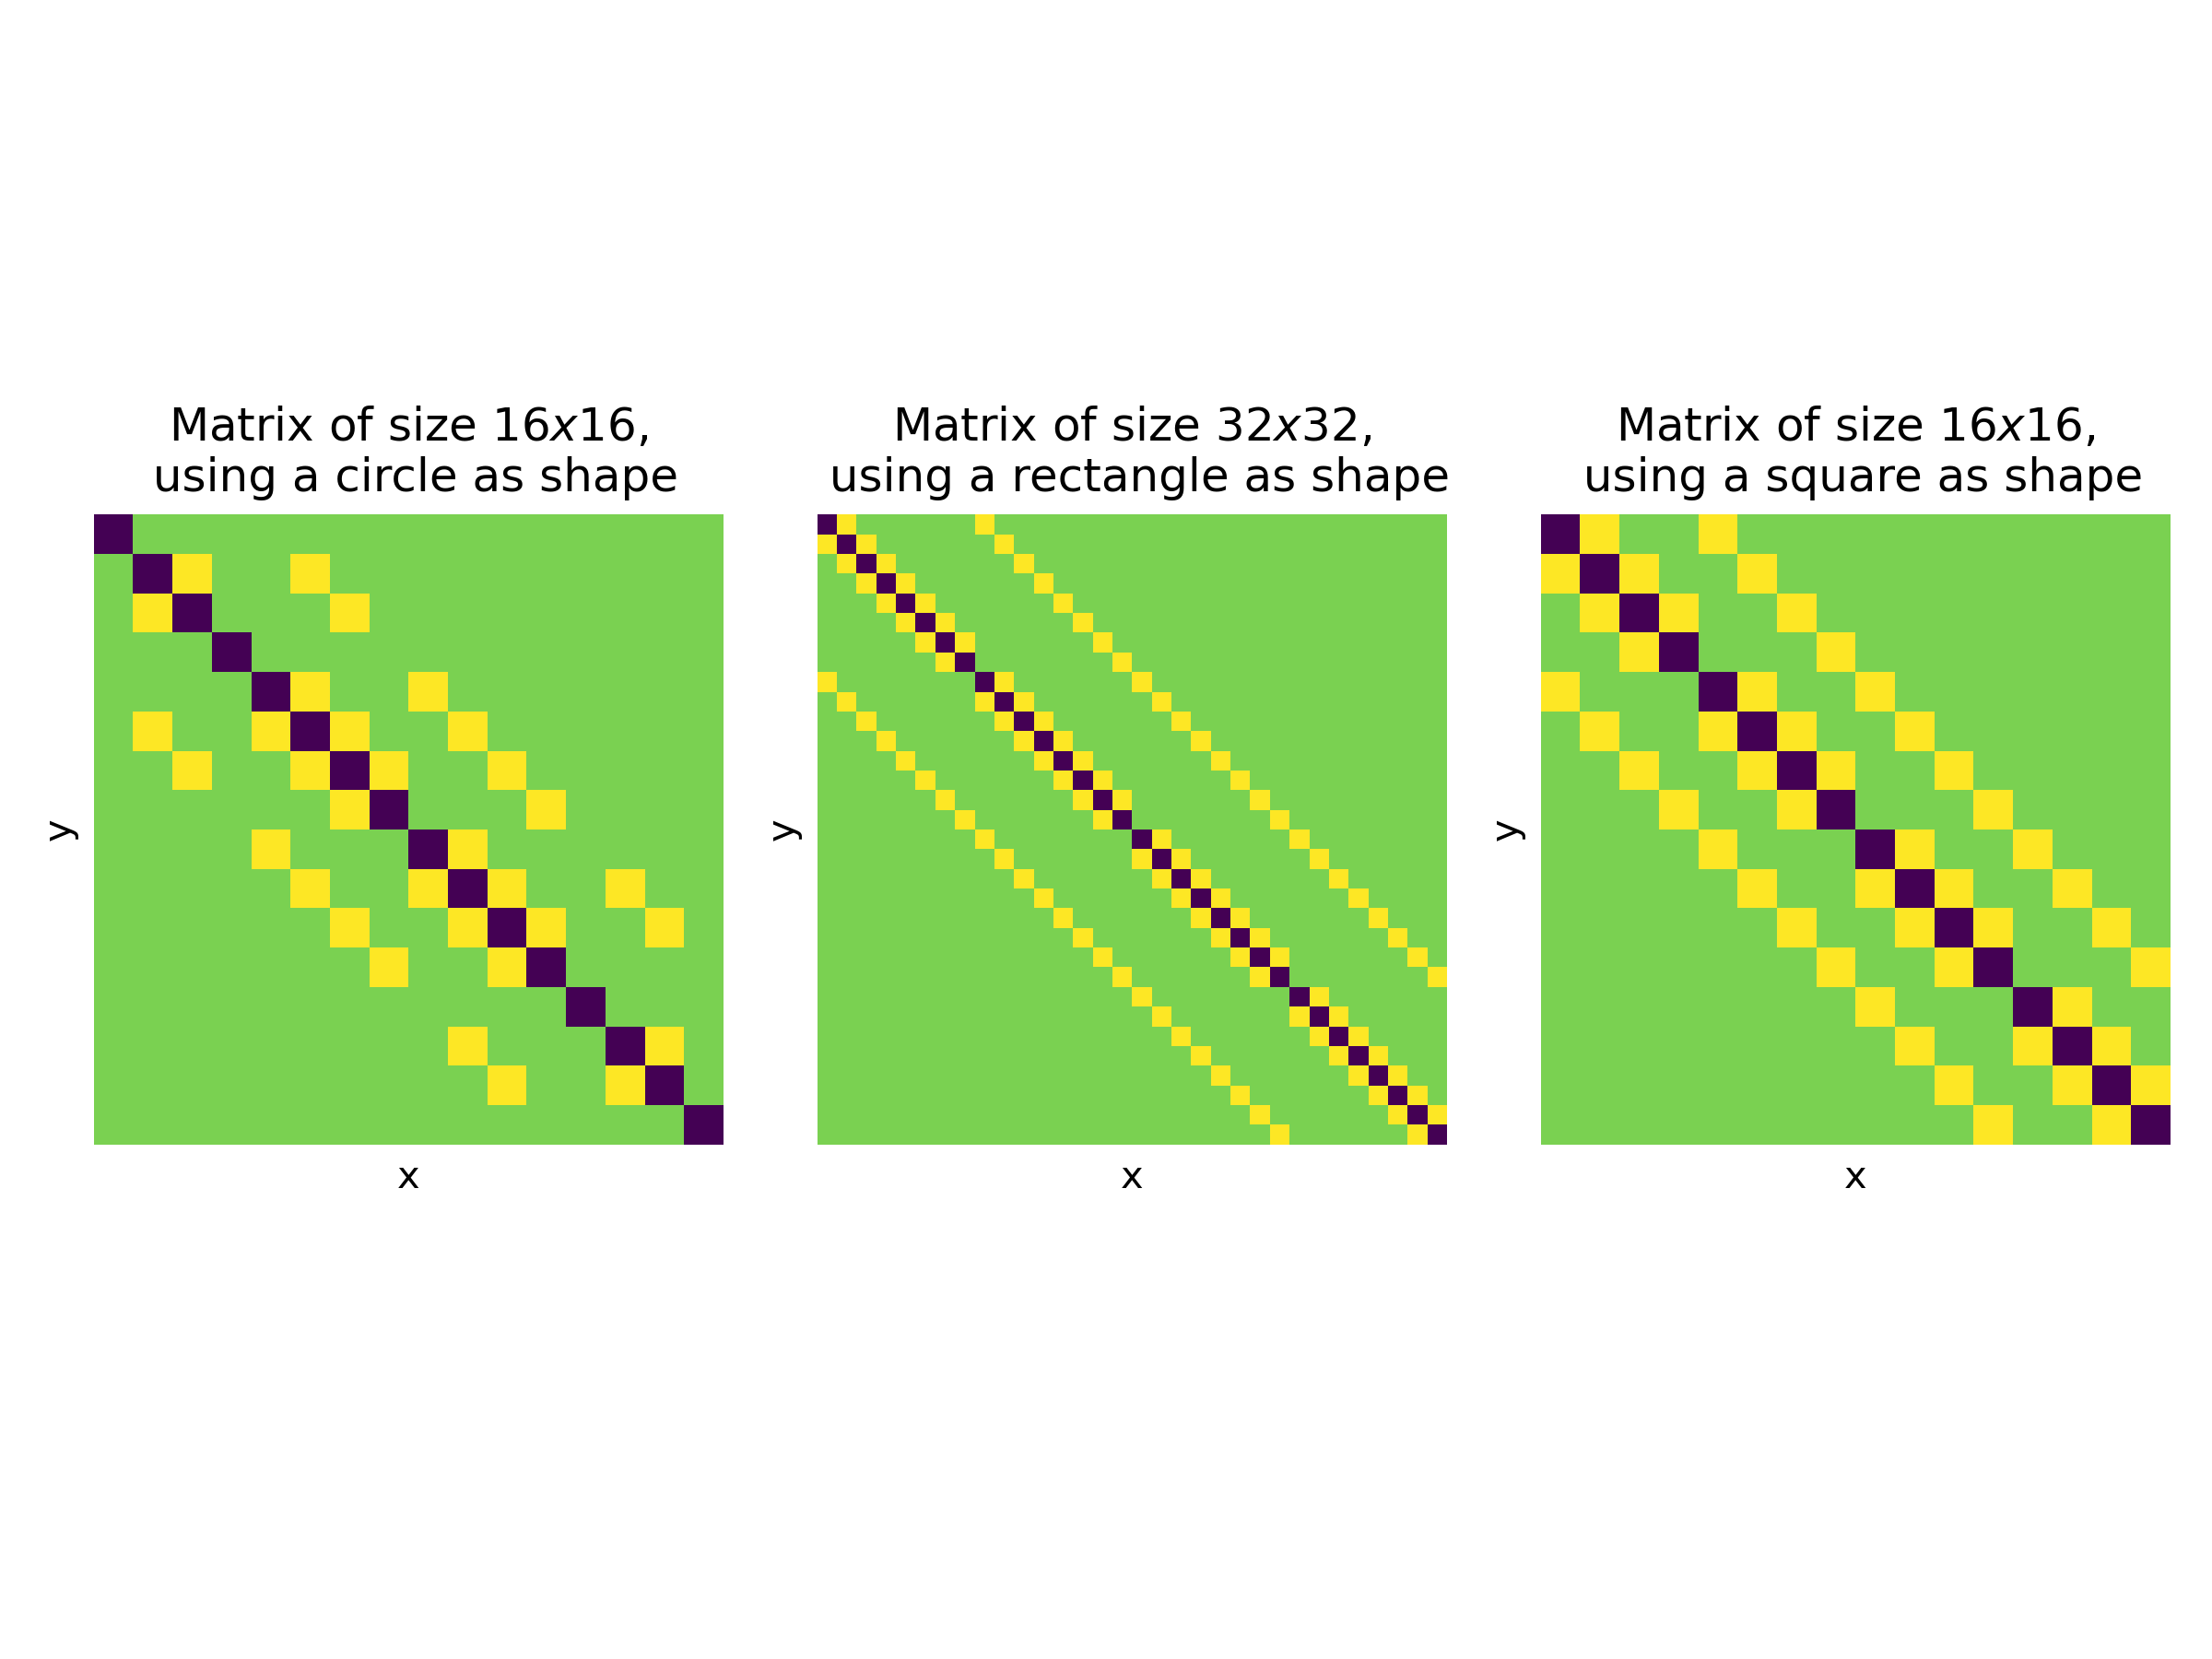 Matrix of size 16x16,
using a circle as shape
y
x
Matrix of size 32x32,
using a rectangle as shape
y
x
Matrix of size 16x16,
using a square as shape
y
x